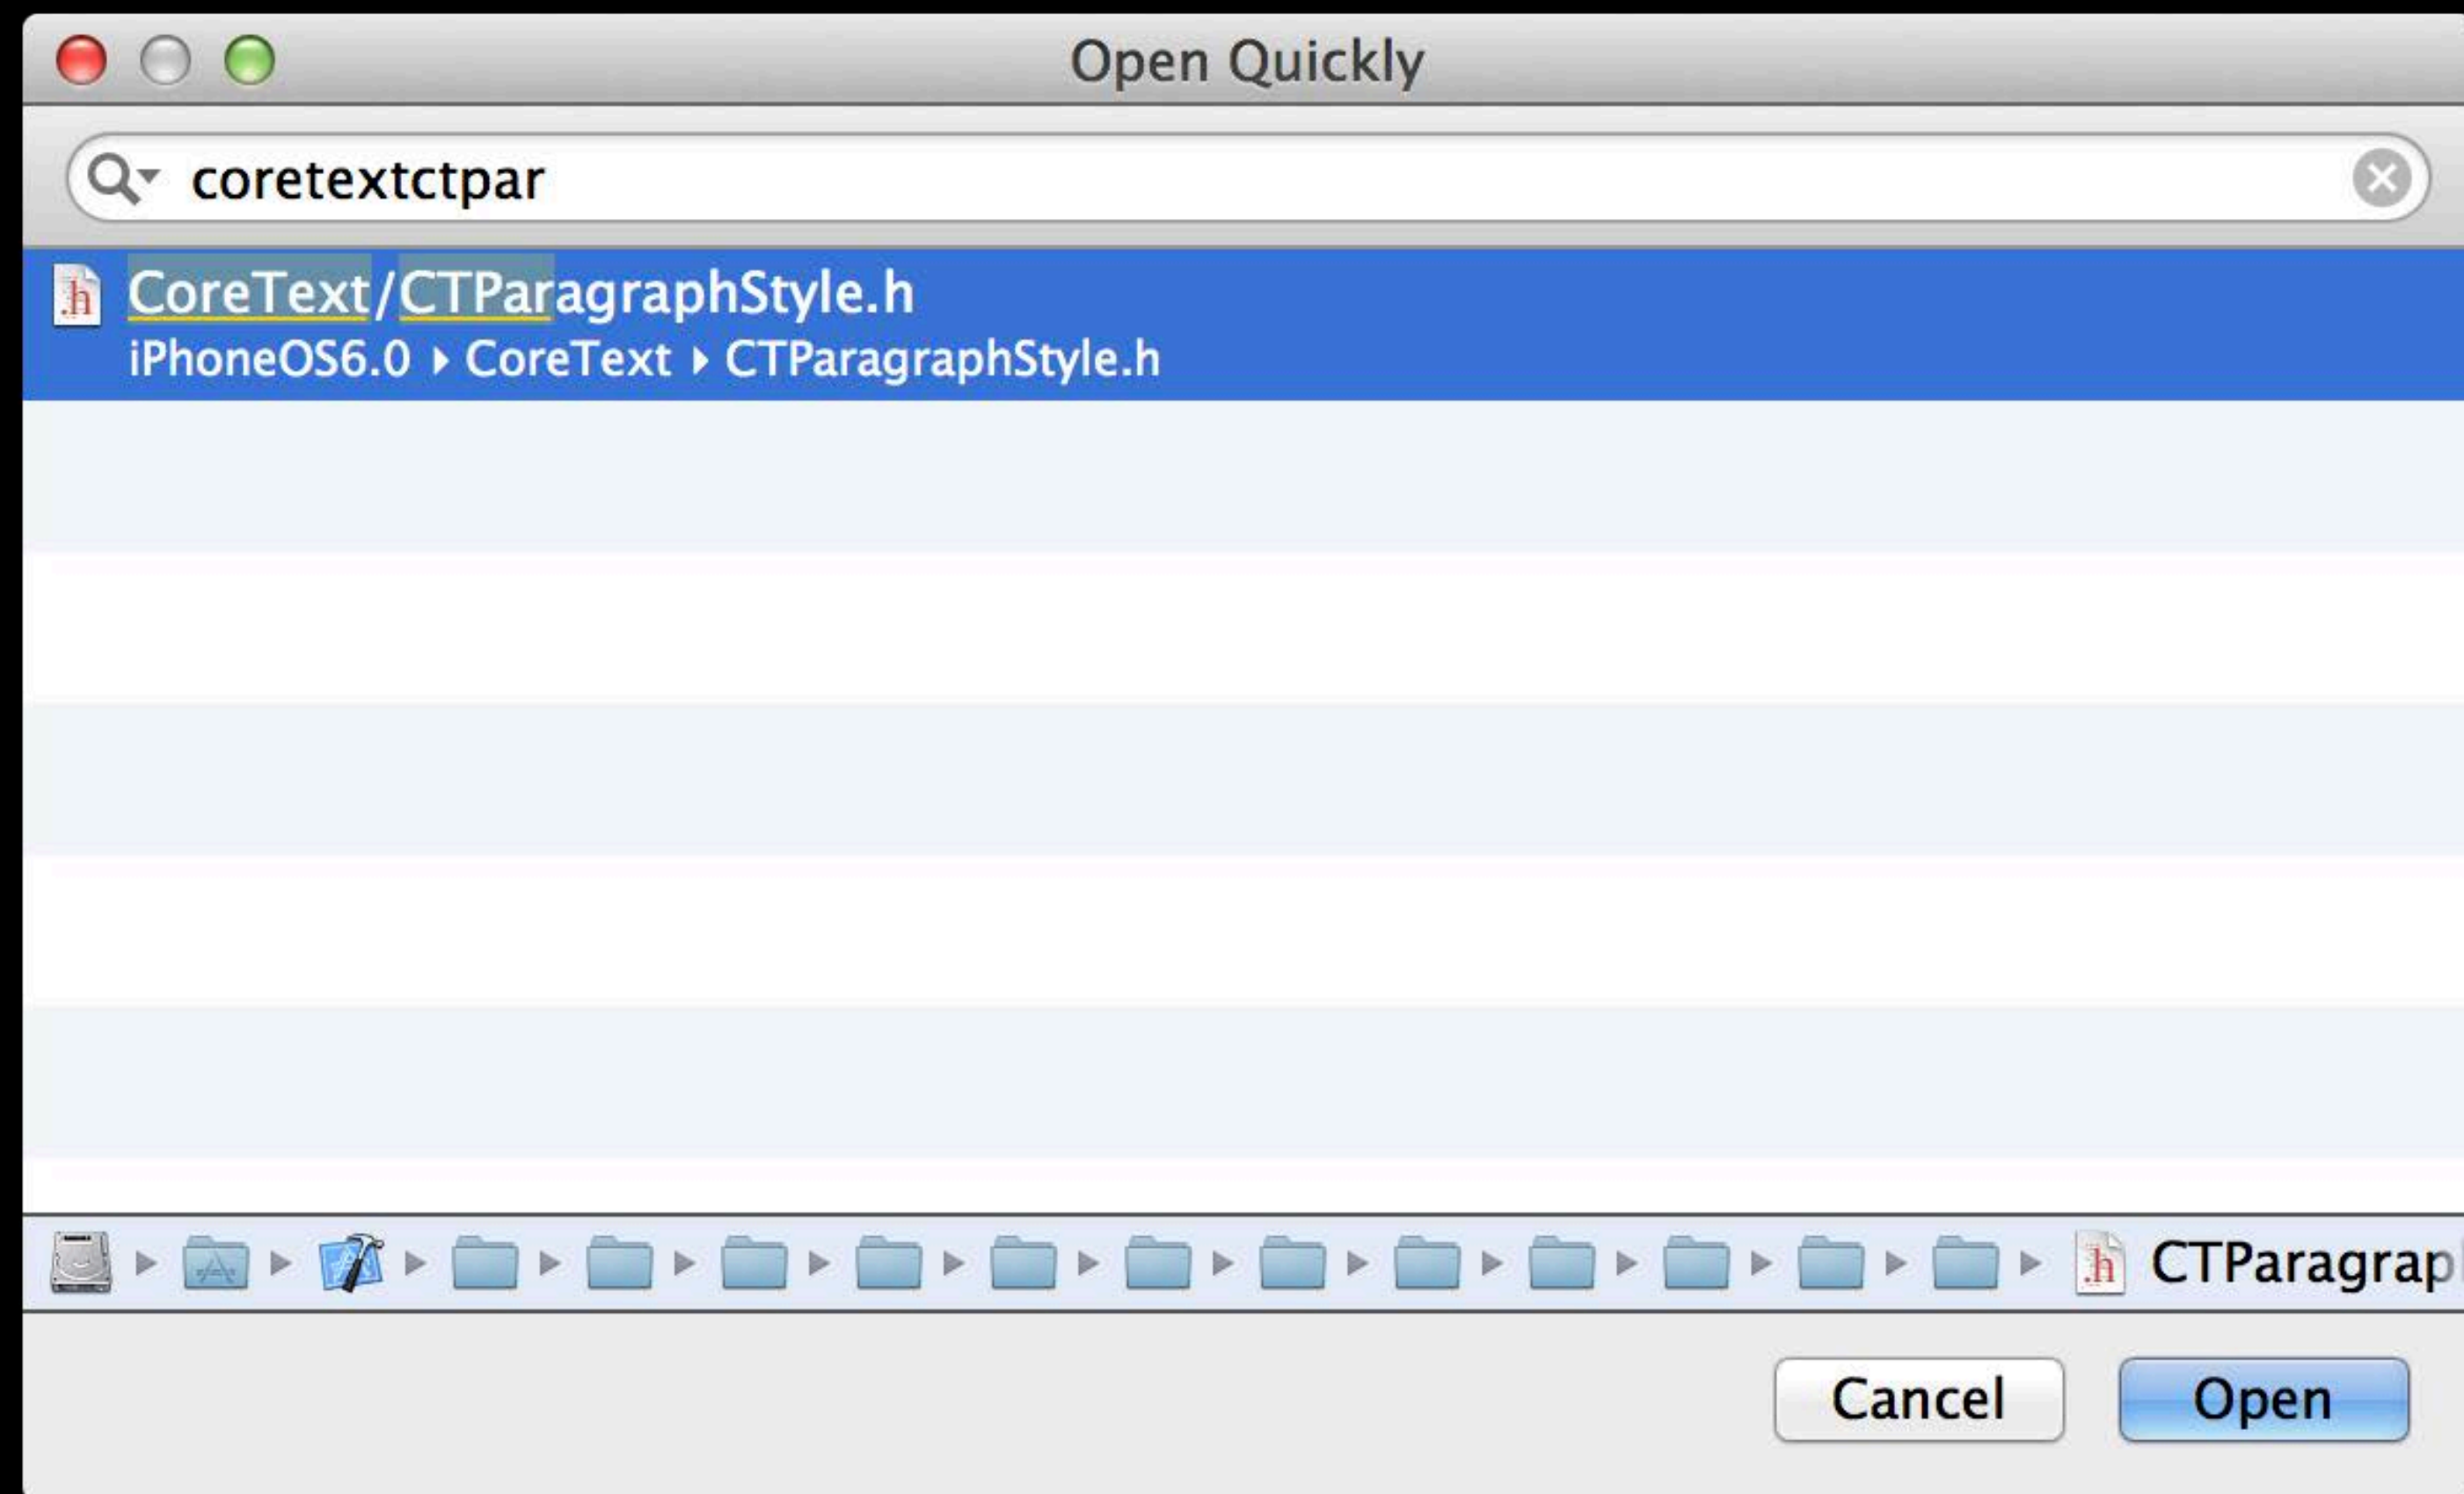 Open Quickly
coretextctpar
.h CoreText/CTParagraphStyle.h
iPhoneOS6.0 ▸ CoreText ▸ CTParagraphStyle.h
.h CTParagrap
Cancel Open